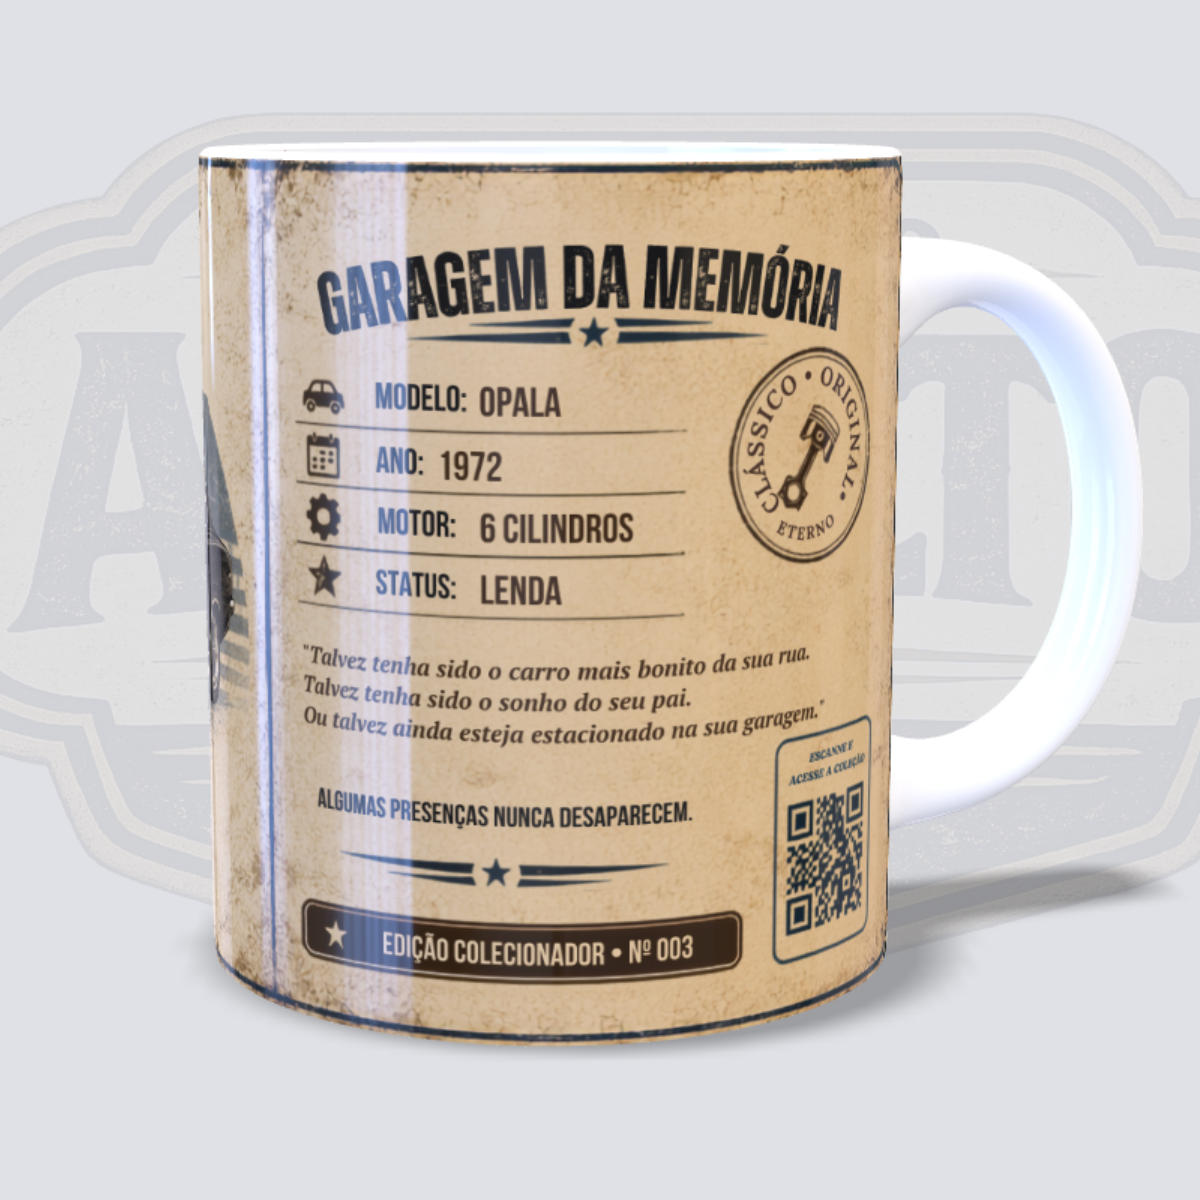 GARAGEM DA MEMÓRIA
MODELO: OPALA
ANO: 1972
MOTOR: 6 CILINDROS
STATUS: LENDA
CLÁSSICO • ORIGINAL •
ETERNO
"Talvez tenha sido o carro mais bonito da sua rua.
Talvez tenha sido o sonho do seu pai.
Ou talvez ainda esteja estacionado na sua garagem."
ESCANNE E
ACESSE A COLEÇÃO
ALGUMAS PRESENÇAS NUNCA DESAPARECEM.
EDIÇÃO COLECIONADOR • Nº 003